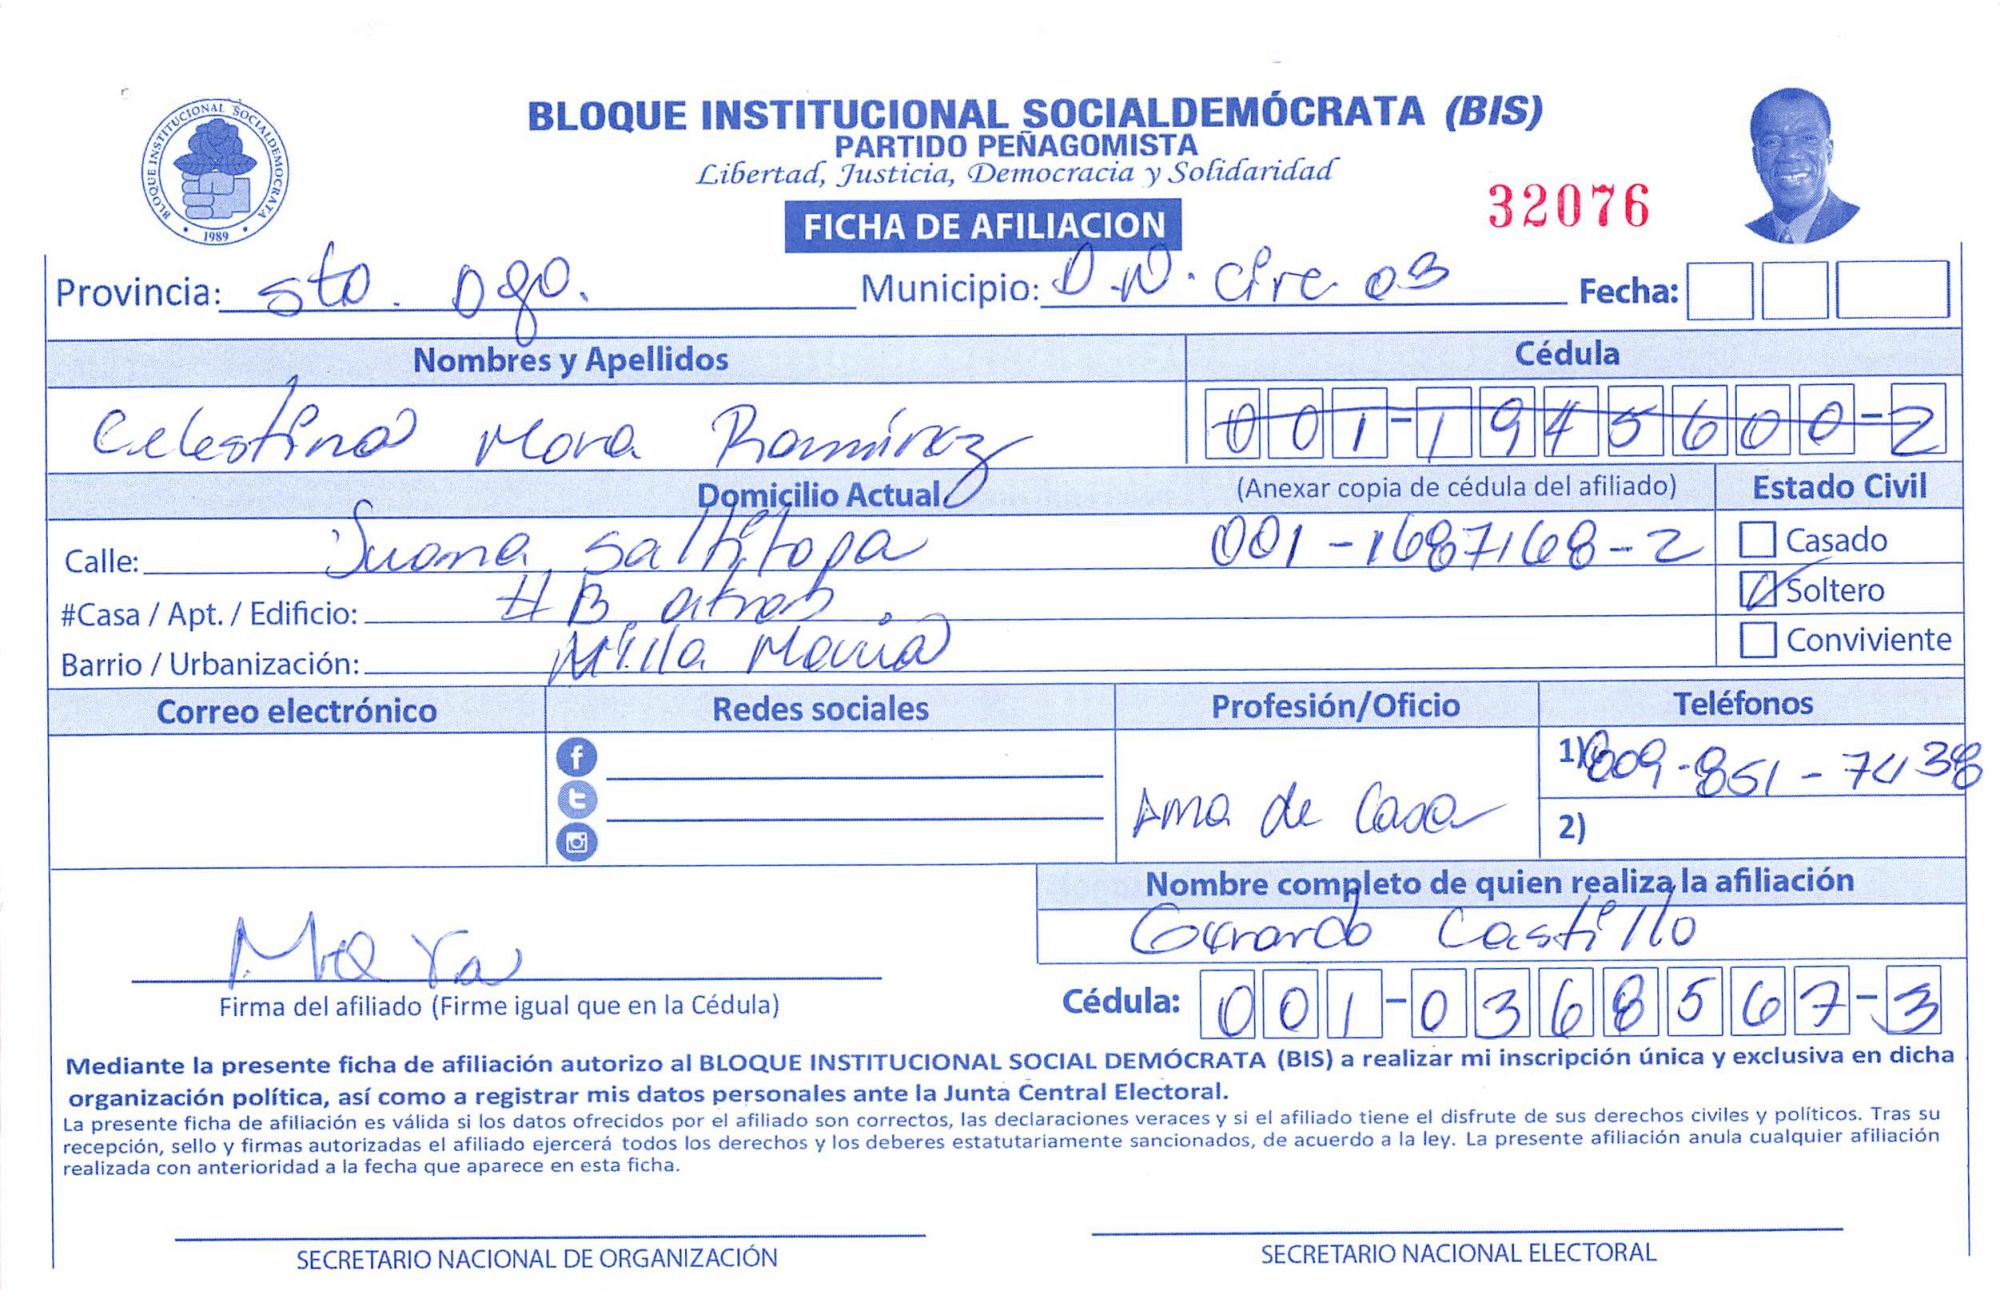 BLOQUE INSTITUCIONAL SOCIALDEMÓCRATA (BIS)
PARTIDO PEÑAGOMISTA
Libertad, Justicia, Democracia y Solidaridad
BLOQUE INSTITUCIONAL SOCIALDEMOCRATA
1989
32076
FICHA DE AFILIACION
Provincia: Sto. Dgo. Municipio: D.N. Circ. 03 Fecha:
Nombres y Apellidos Cédula
Celestina Mora Ramírez 001-1945600-2
Domicilio Actual (Anexar copia de cédula del afiliado) Estado Civil
Calle: Juana Saltitopa 001-1687168-2 Casado
#Casa / Apt. / Edificio: #B atras Soltero
Barrio / Urbanización: Villa Maria Conviviente
Correo electrónico Redes sociales Profesión/Oficio Teléfonos
1) 809-851-7438
Ama de Casa
2)
Nombre completo de quien realiza la afiliación
Gerardo Castillo
Mora
Firma del afiliado (Firme igual que en la Cédula) Cédula: 001-0368567-3
Mediante la presente ficha de afiliación autorizo al BLOQUE INSTITUCIONAL SOCIAL DEMÓCRATA (BIS) a realizar mi inscripción única y exclusiva en dicha
organización política, así como a registrar mis datos personales ante la Junta Central Electoral.
La presente ficha de afiliación es válida si los datos ofrecidos por el afiliado son correctos, las declaraciones veraces y si el afiliado tiene el disfrute de sus derechos civiles y políticos. Tras su
recepción, sello y firmas autorizadas el afiliado ejercerá todos los derechos y los deberes estatutariamente sancionados, de acuerdo a la ley. La presente afiliación anula cualquier afiliación
realizada con anterioridad a la fecha que aparece en esta ficha.
SECRETARIO NACIONAL DE ORGANIZACIÓN SECRETARIO NACIONAL ELECTORAL